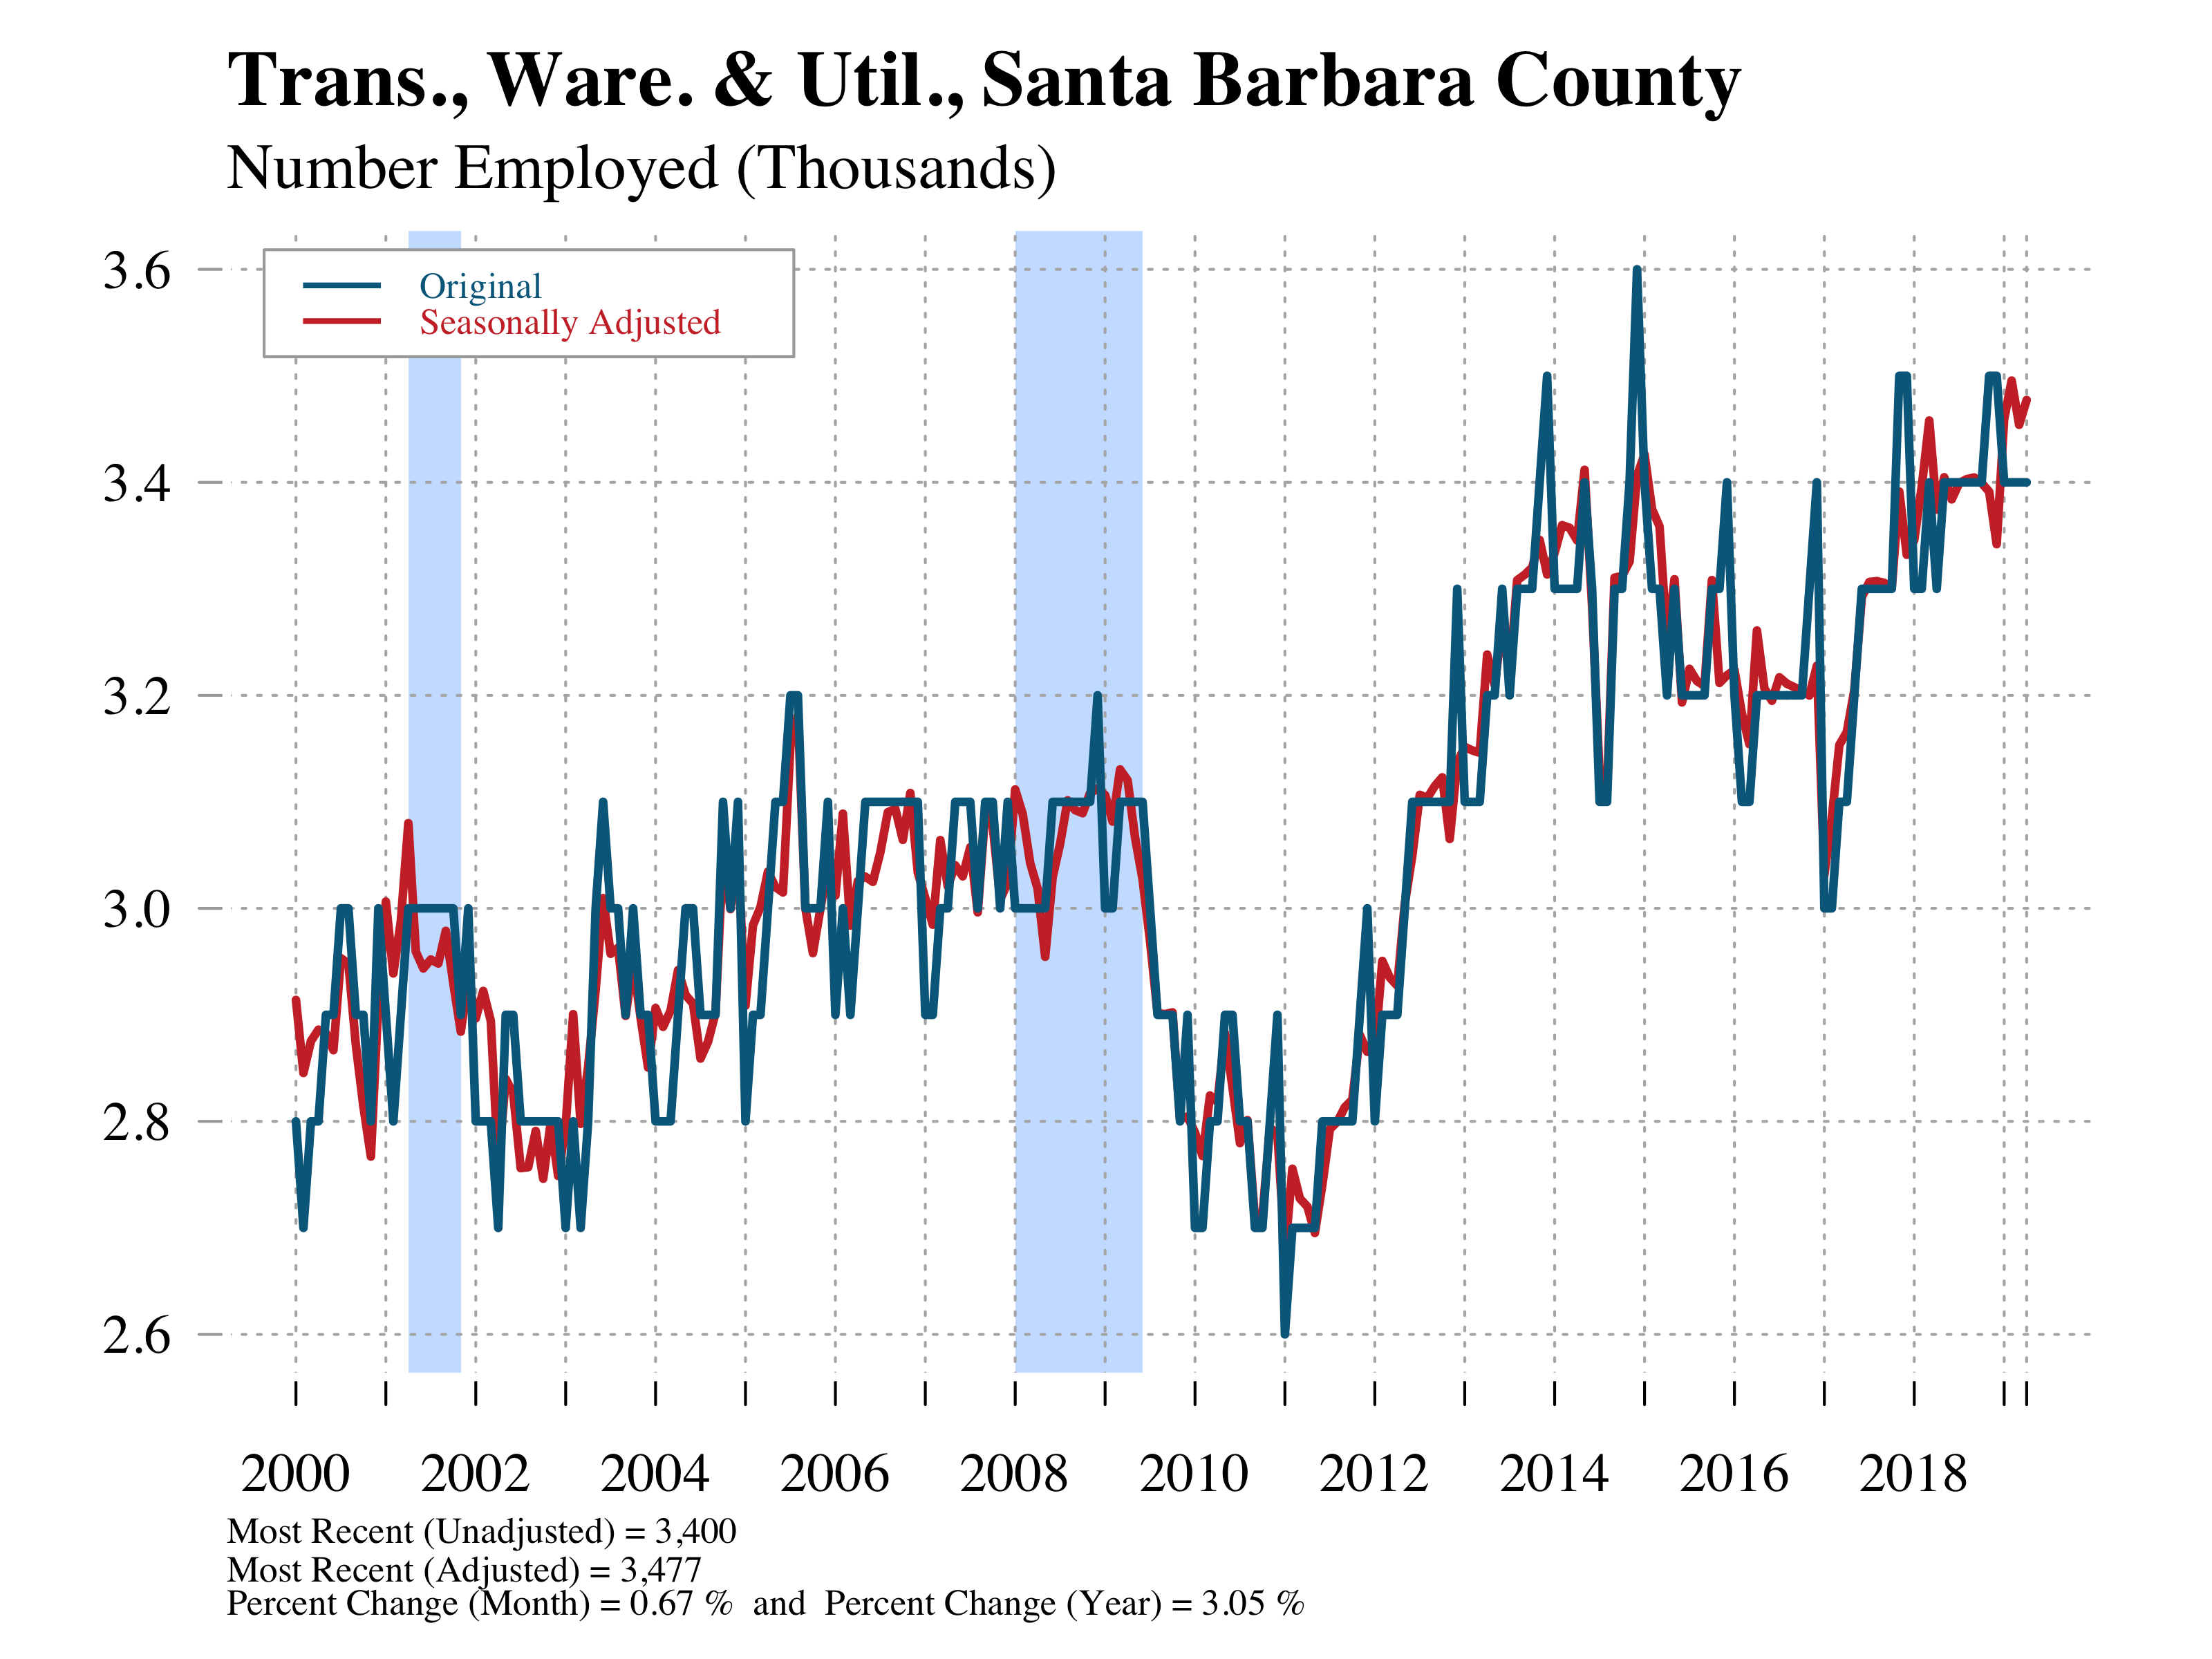 Trans., Ware. & Util., Santa Barbara County
Number Employed (Thousands)
Original
Seasonally Adjusted
3.6
3.4
3.2
3.0
2.8
2.6
2000 2002 2004 2006 2008 2010 2012 2014 2016 2018
Most Recent (Unadjusted) = 3,400
Most Recent (Adjusted) = 3,477
Percent Change (Month) = 0.67 % and Percent Change (Year) = 3.05 %